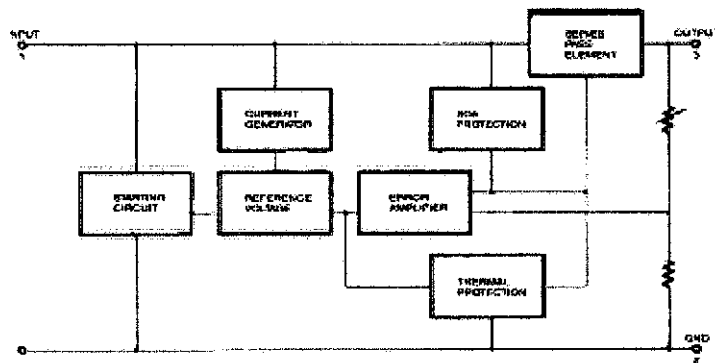 INPUT
1
SERIES
PASS
ELEMENT
OUTPUT
3
CURRENT
GENERATOR
SOA
PROTECTION
STARTING
CIRCUIT
REFERENCE
VOLTAGE
ERROR
AMPLIFIER
THERMAL
PROTECTION
GND